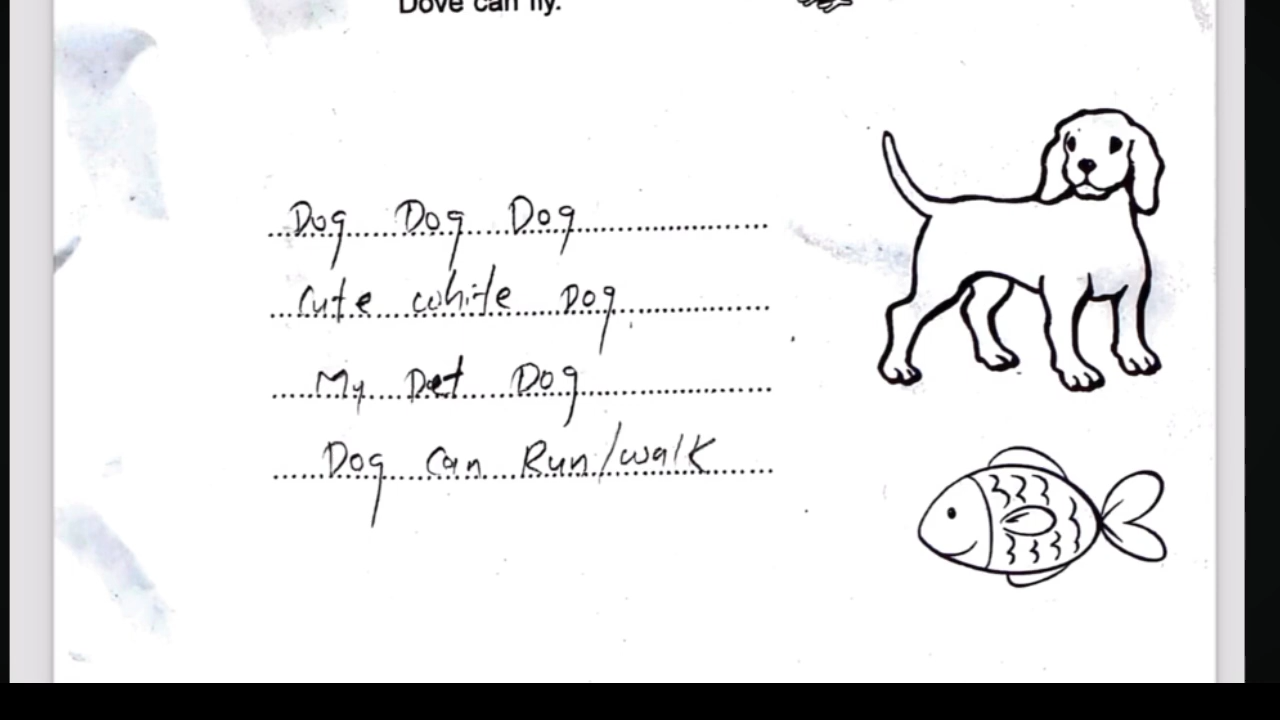 Dove can fly.
Dog Dog Dog
cute white Dog
My Pet Dog
Dog can Run/walk